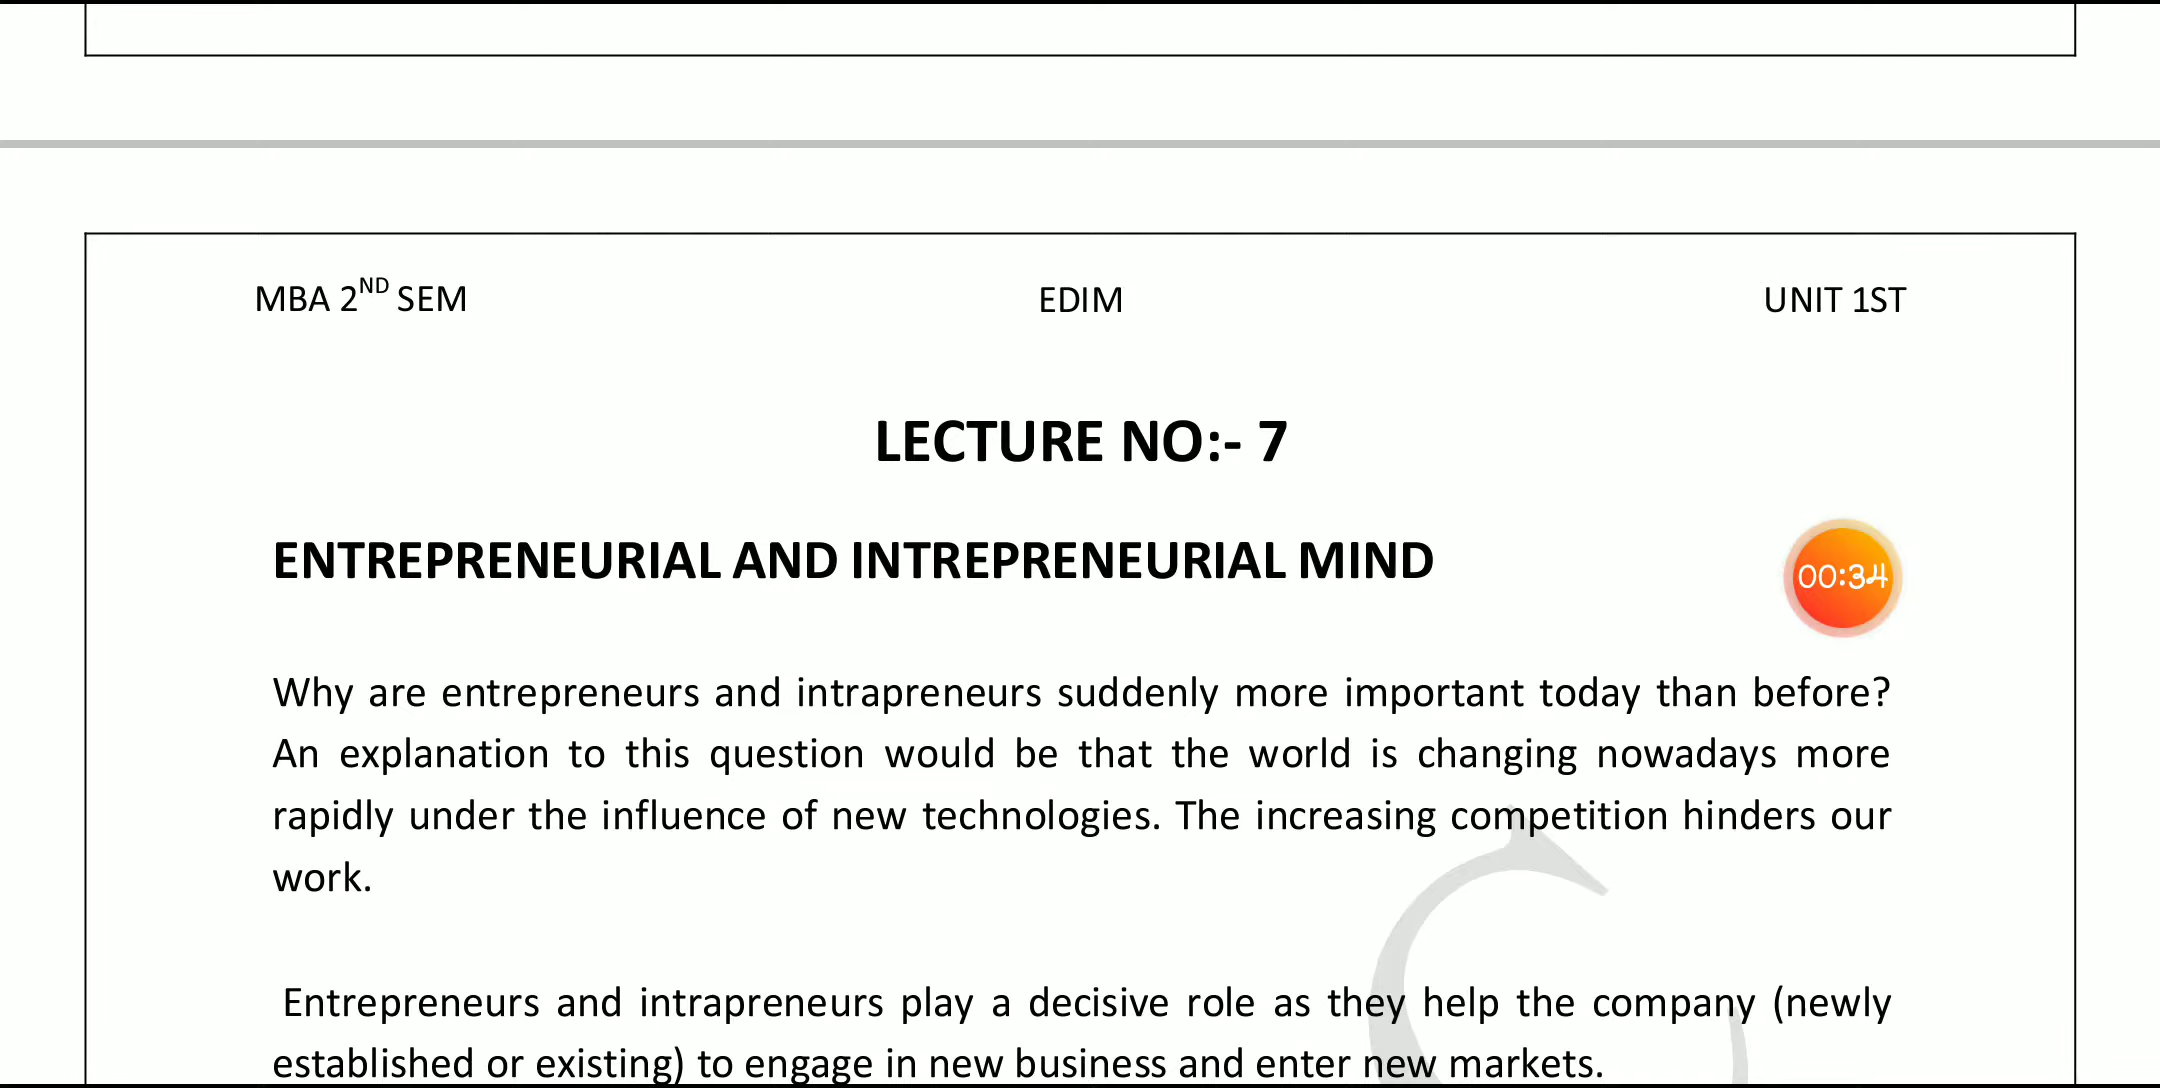 MBA 2ND SEM EDIM UNIT 1ST
LECTURE NO:- 7
ENTREPRENEURIAL AND INTREPRENEURIAL MIND
00:34
Why are entrepreneurs and intrapreneurs suddenly more important today than before?
An explanation to this question would be that the world is changing nowadays more
rapidly under the influence of new technologies. The increasing competition hinders our
work.
Entrepreneurs and intrapreneurs play a decisive role as they help the company (newly
established or existing) to engage in new business and enter new markets.